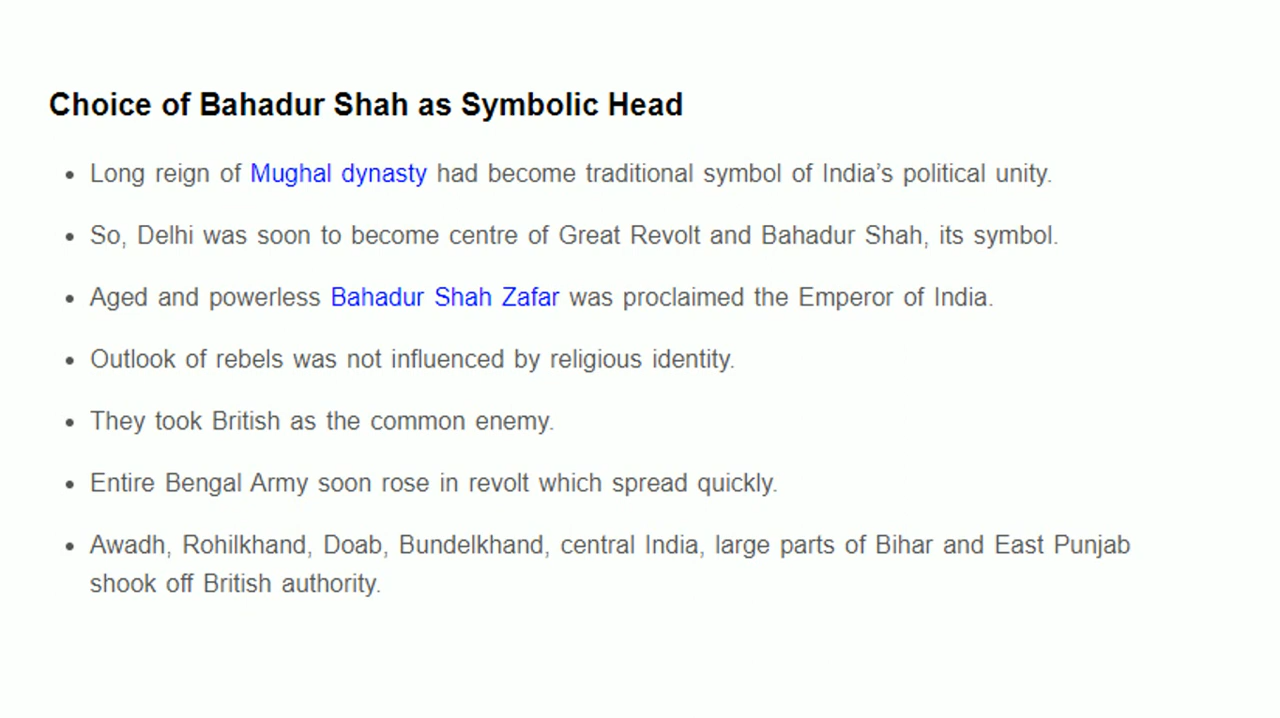 Choice of Bahadur Shah as Symbolic Head
• Long reign of Mughal dynasty had become traditional symbol of India’s political unity.
• So, Delhi was soon to become centre of Great Revolt and Bahadur Shah, its symbol.
• Aged and powerless Bahadur Shah Zafar was proclaimed the Emperor of India.
• Outlook of rebels was not influenced by religious identity.
• They took British as the common enemy.
• Entire Bengal Army soon rose in revolt which spread quickly.
• Awadh, Rohilkhand, Doab, Bundelkhand, central India, large parts of Bihar and East Punjab
shook off British authority.